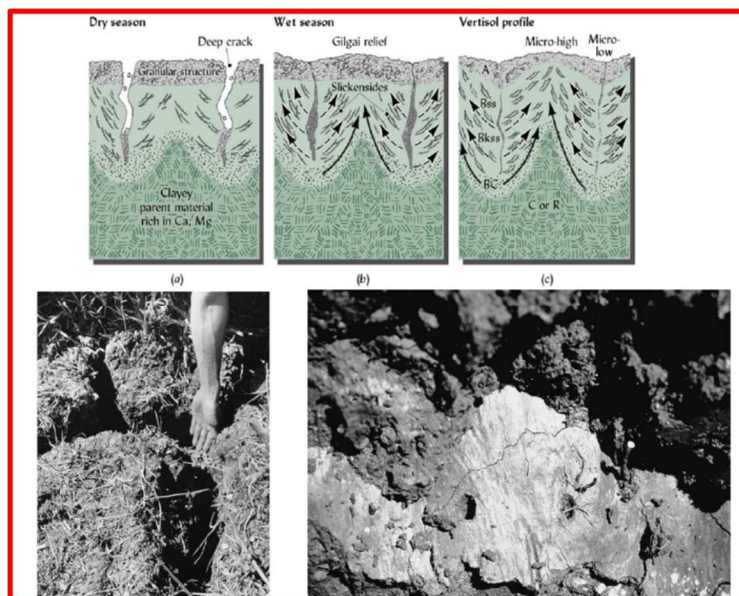 Dry season
Deep crack
Granular structure
Clayey
parent material
rich in Ca, Mg
(a)
Wet season
Gilgai relief
Slickensides
(b)
Vertisol profile
Micro-high
Micro-
low
A
Bss
Bkss
BC
C or R
(c)